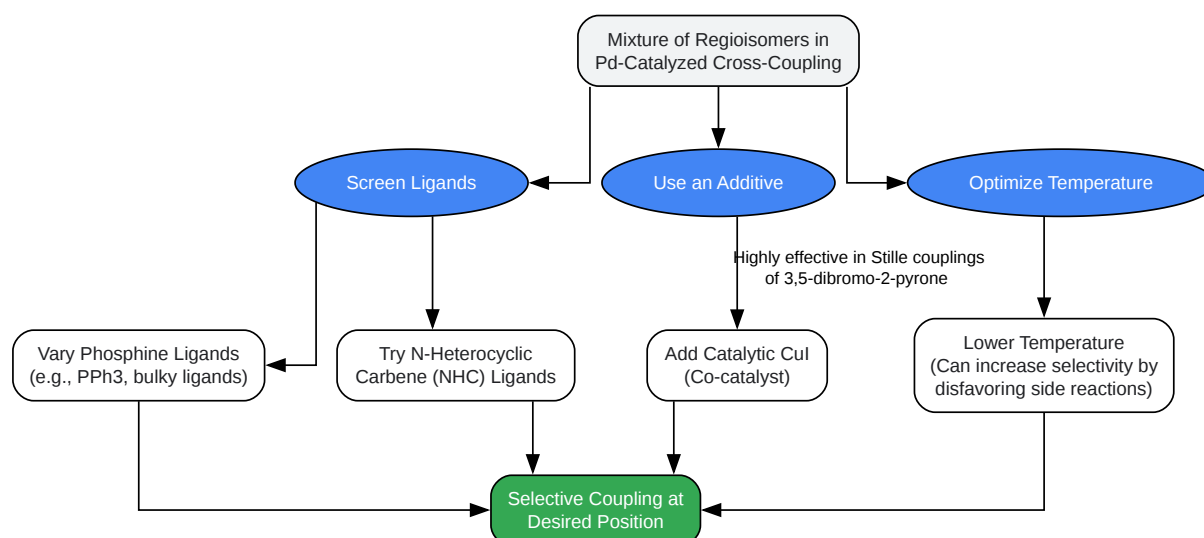 Mixture of Regioisomers in
Pd-Catalyzed Cross-Coupling
Screen Ligands
Use an Additive
Optimize Temperature
Highly effective in Stille couplings
of 3,5-dibromo-2-pyrone
Vary Phosphine Ligands
(e.g., PPh3, bulky ligands)
Try N-Heterocyclic
Carbene (NHC) Ligands
Add Catalytic CuI
(Co-catalyst)
Lower Temperature
(Can increase selectivity by
disfavoring side reactions)
Selective Coupling at
Desired Position